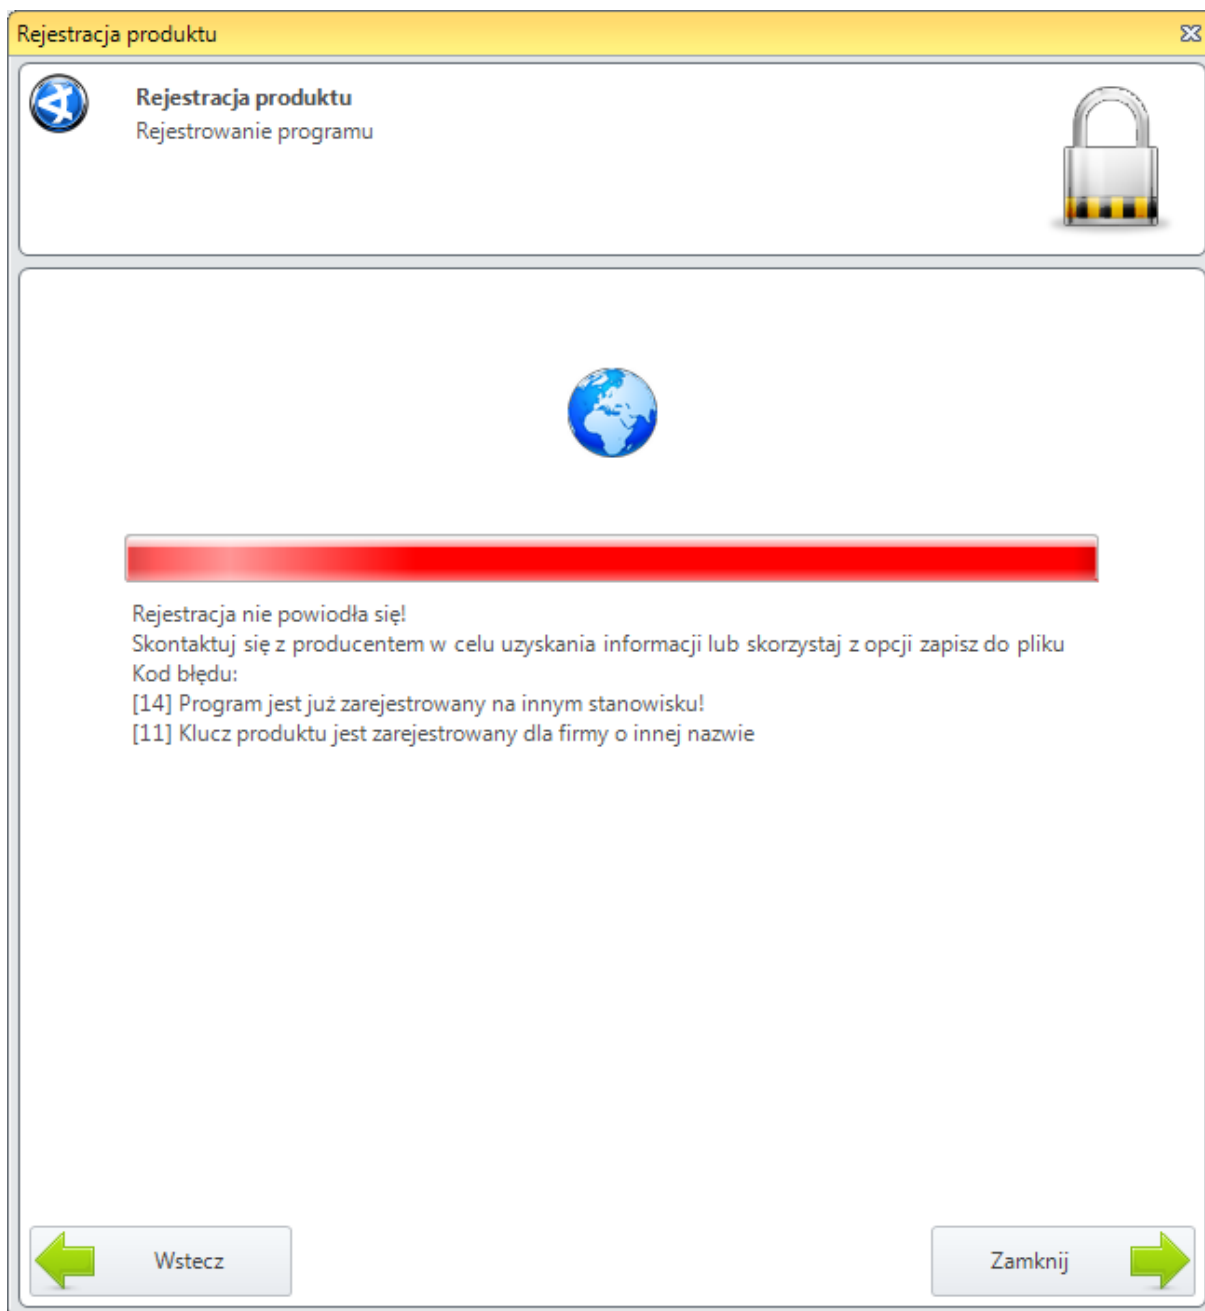 Rejestracja produktu
Rejestracja produktu
Rejestrowanie programu
Rejestracja nie powiodła się!
Skontaktuj się z producentem w celu uzyskania informacji lub skorzystaj z opcji zapisz do pliku
Kod błędu:
[14] Program jest już zarejestrowany na innym stanowisku!
[11] Klucz produktu jest zarejestrowany dla firmy o innej nazwie
Wstecz
Zamknij